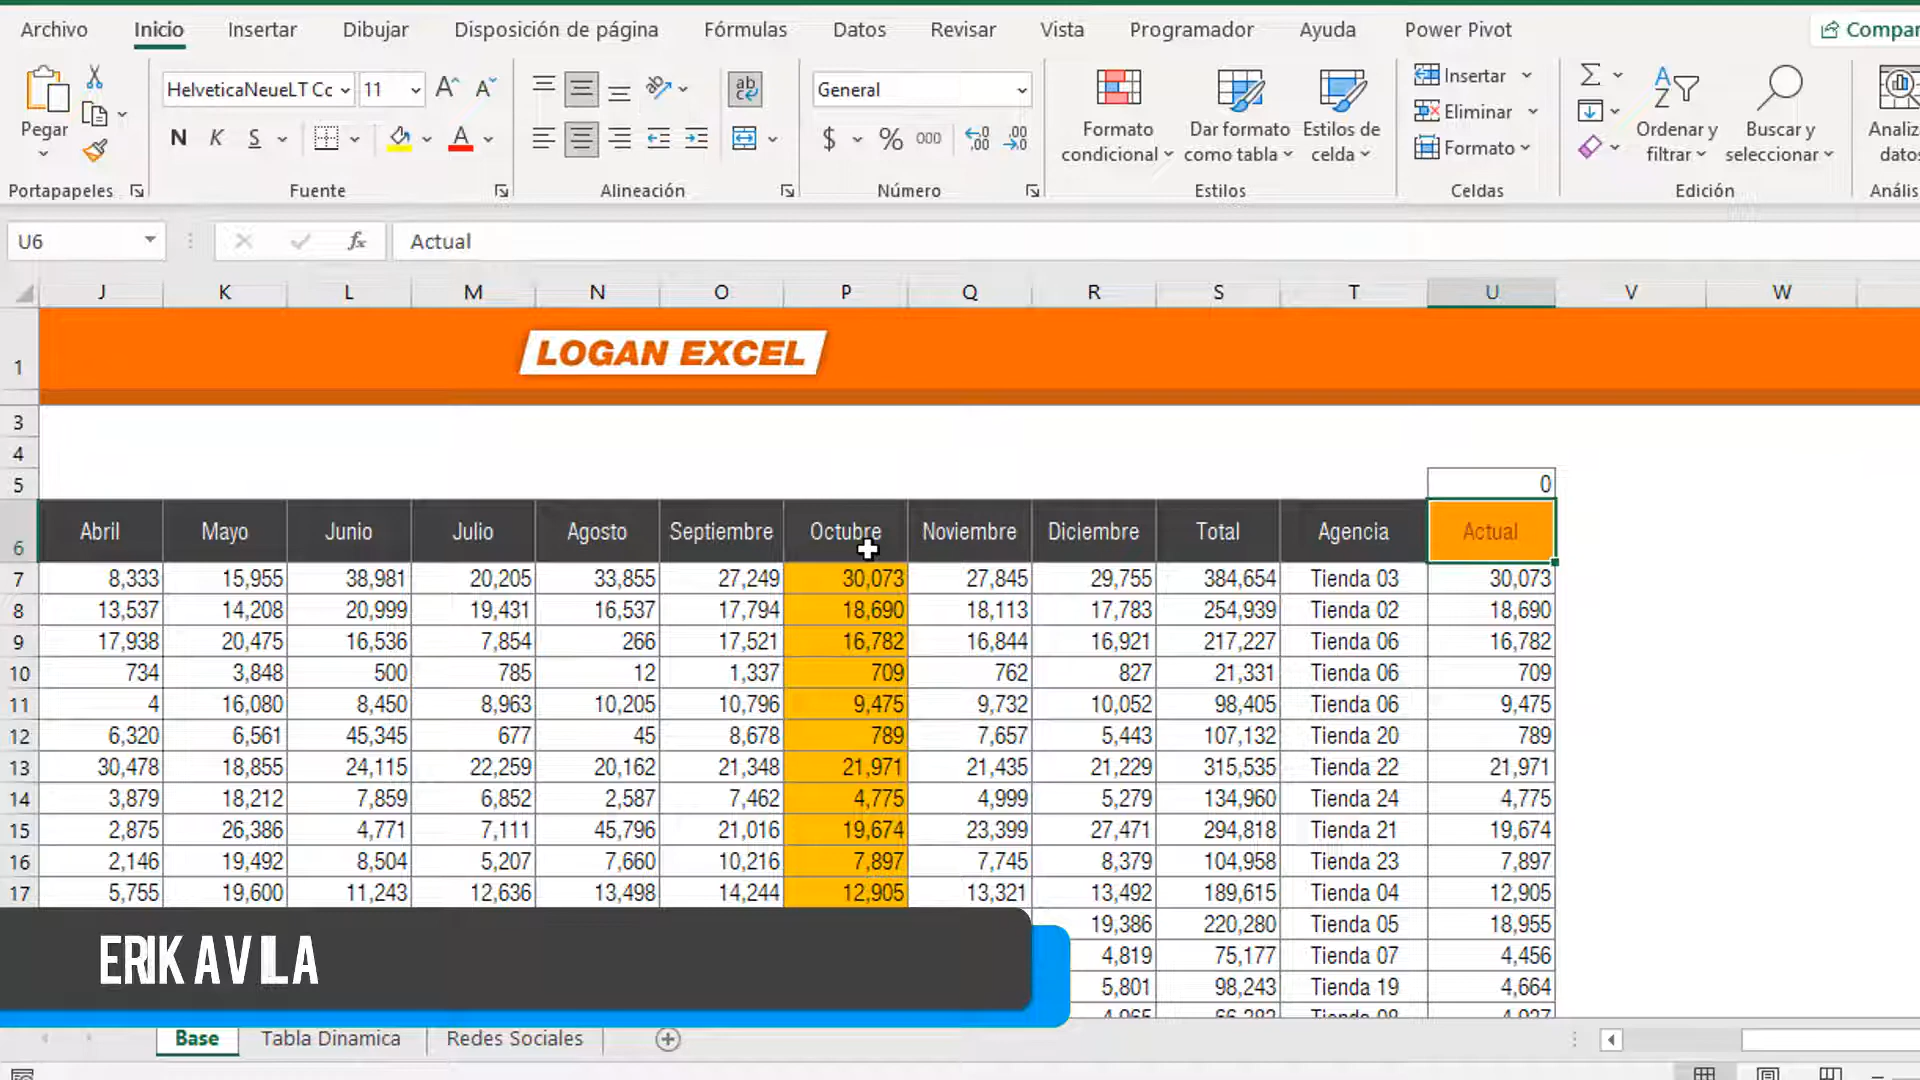 Archivo Inicio Insertar Dibujar Disposición de página Fórmulas Datos Revisar Vista Programador Ayuda Power Pivot Compar
HelveticaNeueLT Cc 11 A A ab General Insertar
Pegar Eliminar
N K S A $ % 000 Formato condicional Dar formato como tabla Estilos de celda Formato Ordenar y filtrar Buscar y seleccionar Analiz datos
Portapapeles Fuente Alineación Número Estilos Celdas Edición Anális
U6 fx Actual
J K L M N O P Q R S T U V W
1 LOGAN EXCEL
3
4
5 0
6 Abril Mayo Junio Julio Agosto Septiembre Octubre Noviembre Diciembre Total Agencia Actual
7 8,333 15,955 38,981 20,205 33,855 27,249 30,073 27,845 29,755 384,654 Tienda 03 30,073
8 13,537 14,208 20,999 19,431 16,537 17,794 18,690 18,113 17,783 254,939 Tienda 02 18,690
9 17,938 20,475 16,536 7,854 266 17,521 16,782 16,844 16,921 217,227 Tienda 06 16,782
10 734 3,848 500 785 12 1,337 709 762 827 21,331 Tienda 06 709
11 4 16,080 8,450 8,963 10,205 10,796 9,475 9,732 10,052 98,405 Tienda 06 9,475
12 6,320 6,561 45,345 677 45 8,678 789 7,657 5,443 107,132 Tienda 20 789
13 30,478 18,855 24,115 22,259 20,162 21,348 21,971 21,435 21,229 315,535 Tienda 22 21,971
14 3,879 18,212 7,859 6,852 2,587 7,462 4,775 4,999 5,279 134,960 Tienda 24 4,775
15 2,875 26,386 4,771 7,111 45,796 21,016 19,674 23,399 27,471 294,818 Tienda 21 19,674
16 2,146 19,492 8,504 5,207 7,660 10,216 7,897 7,745 8,379 104,958 Tienda 23 7,897
17 5,755 19,600 11,243 12,636 13,498 14,244 12,905 13,321 13,492 189,615 Tienda 04 12,905
19,386 220,280 Tienda 05 18,955
ERIK AVILA
4,819 75,177 Tienda 07 4,456
5,801 98,243 Tienda 19 4,664
Base Tabla Dinamica Redes Sociales